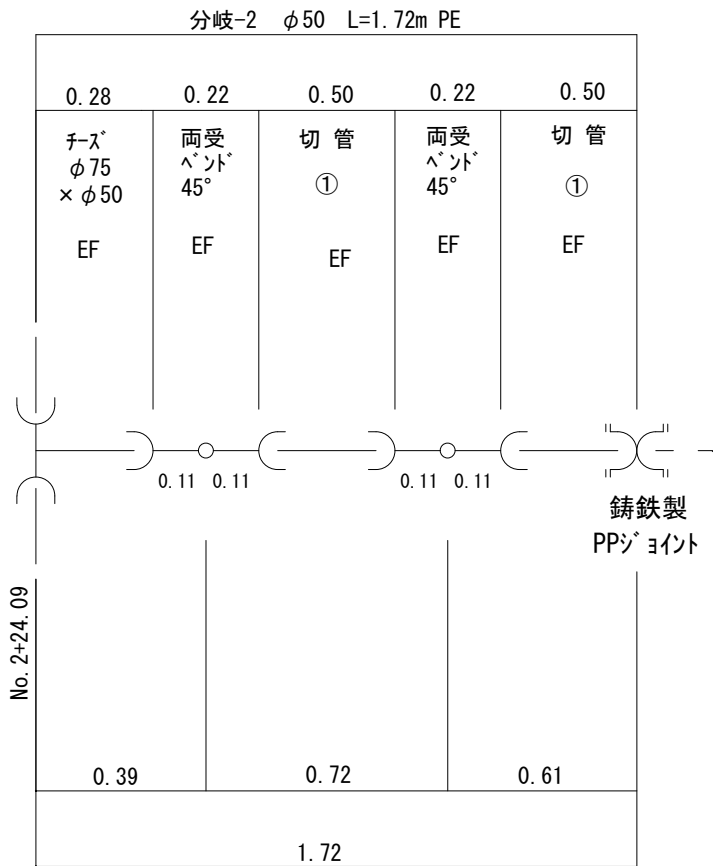 分岐-2 φ50 L=1.72m PE
0.28 0.22 0.50 0.22 0.50
チーズ
φ75
×φ50
EF
両受
ベンド
45°
EF
切管
①
EF
両受
ベンド
45°
EF
切管
①
EF
0.11 0.11 0.11 0.11
鋳鉄製
PPジョイント
No.2+24.09
0.39 0.72 0.61
1.72